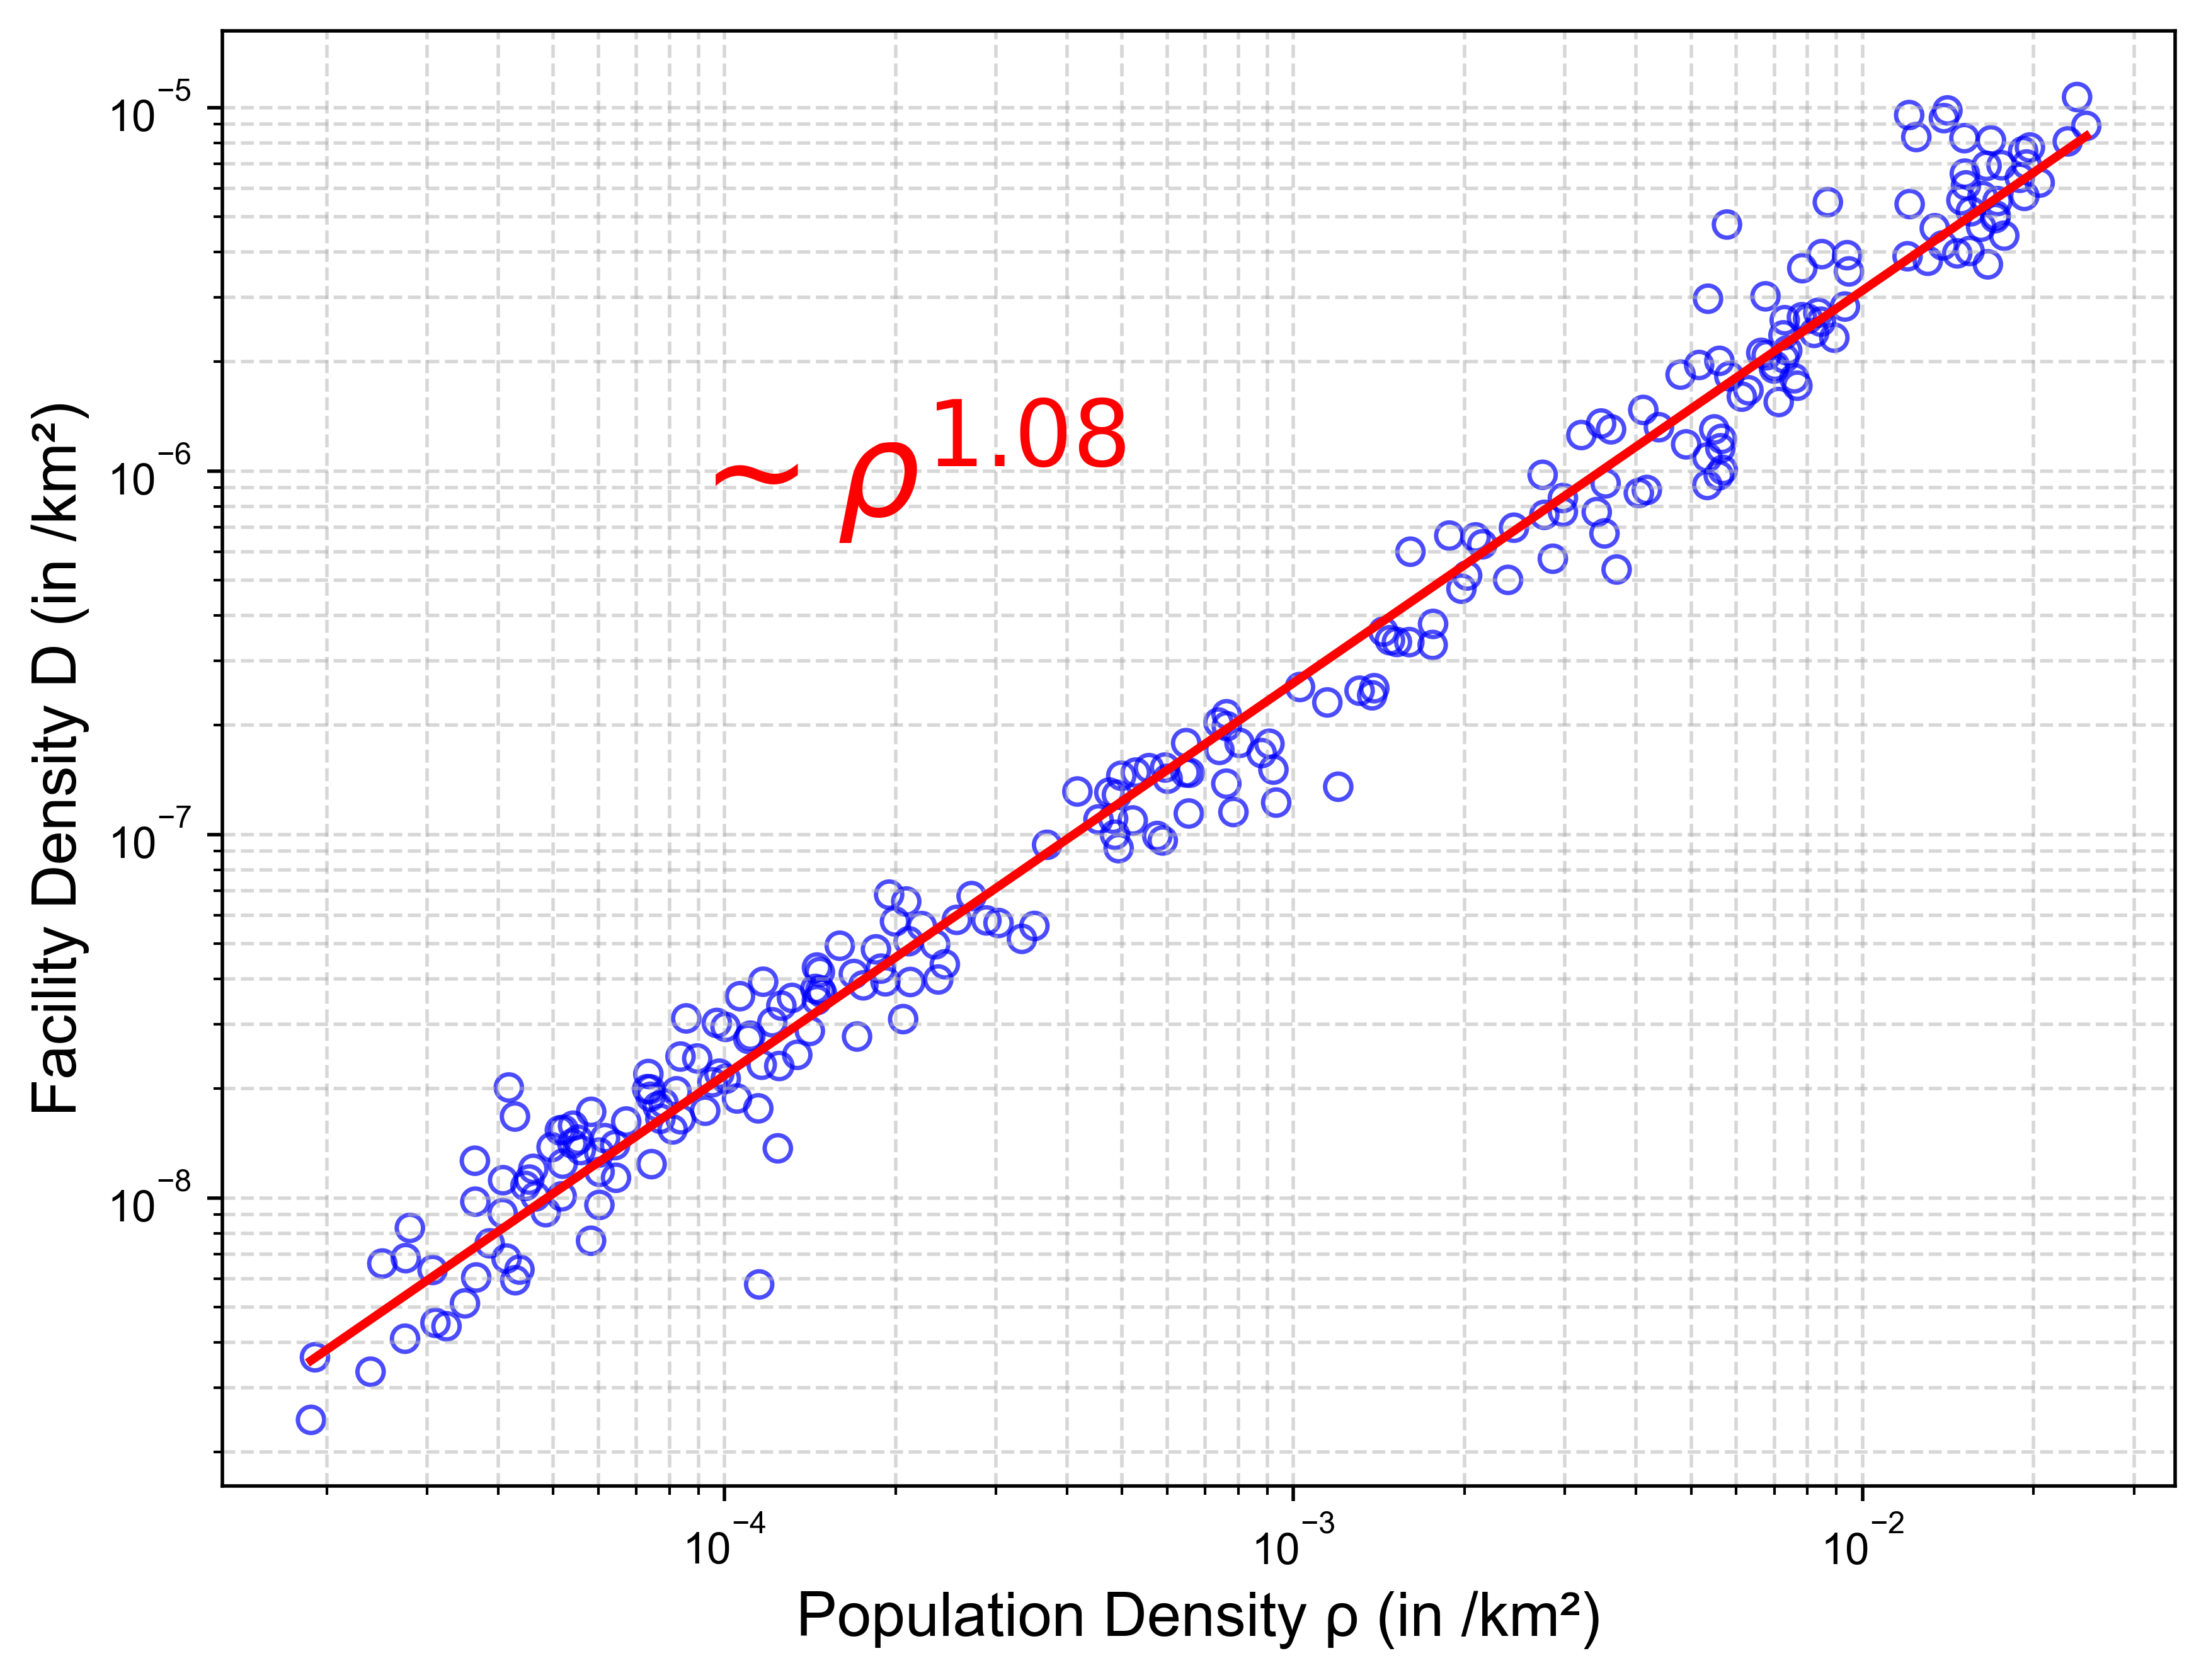 10⁻⁵
10⁻⁶
10⁻⁷
10⁻⁸
Facility Density D (in /km²)
~ ρ¹·⁰⁸
10⁻⁴ 10⁻³ 10⁻²
Population Density ρ (in /km²)